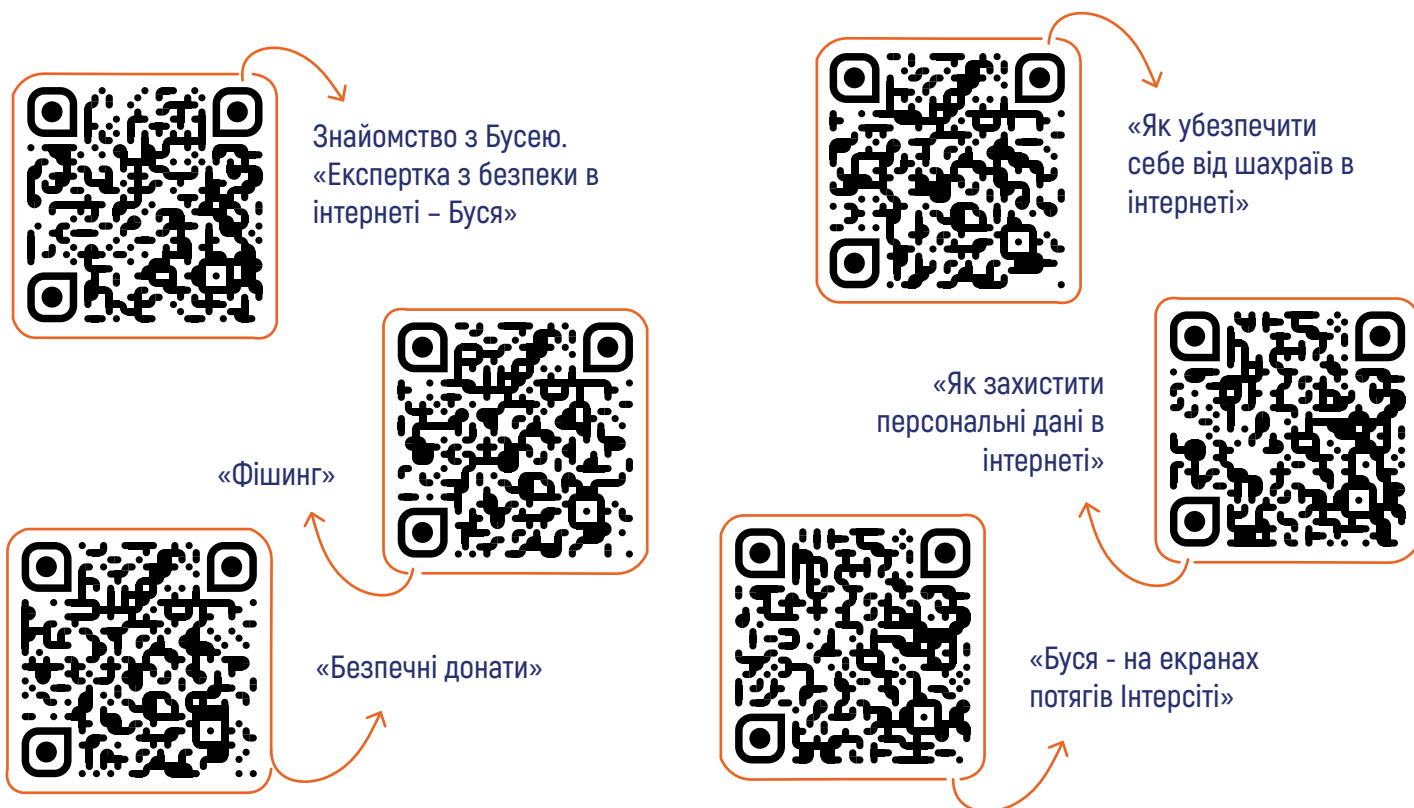 Знайомство з Бусею.
«Експертка з безпеки в
інтернеті – Буся»
«Як убезпечити
себе від шахраїв в
інтернеті»
«Фішинг»
«Як захистити
персональні дані в
інтернеті»
«Безпечні донати»
«Буся - на екранах
потягів Інтерсіті»